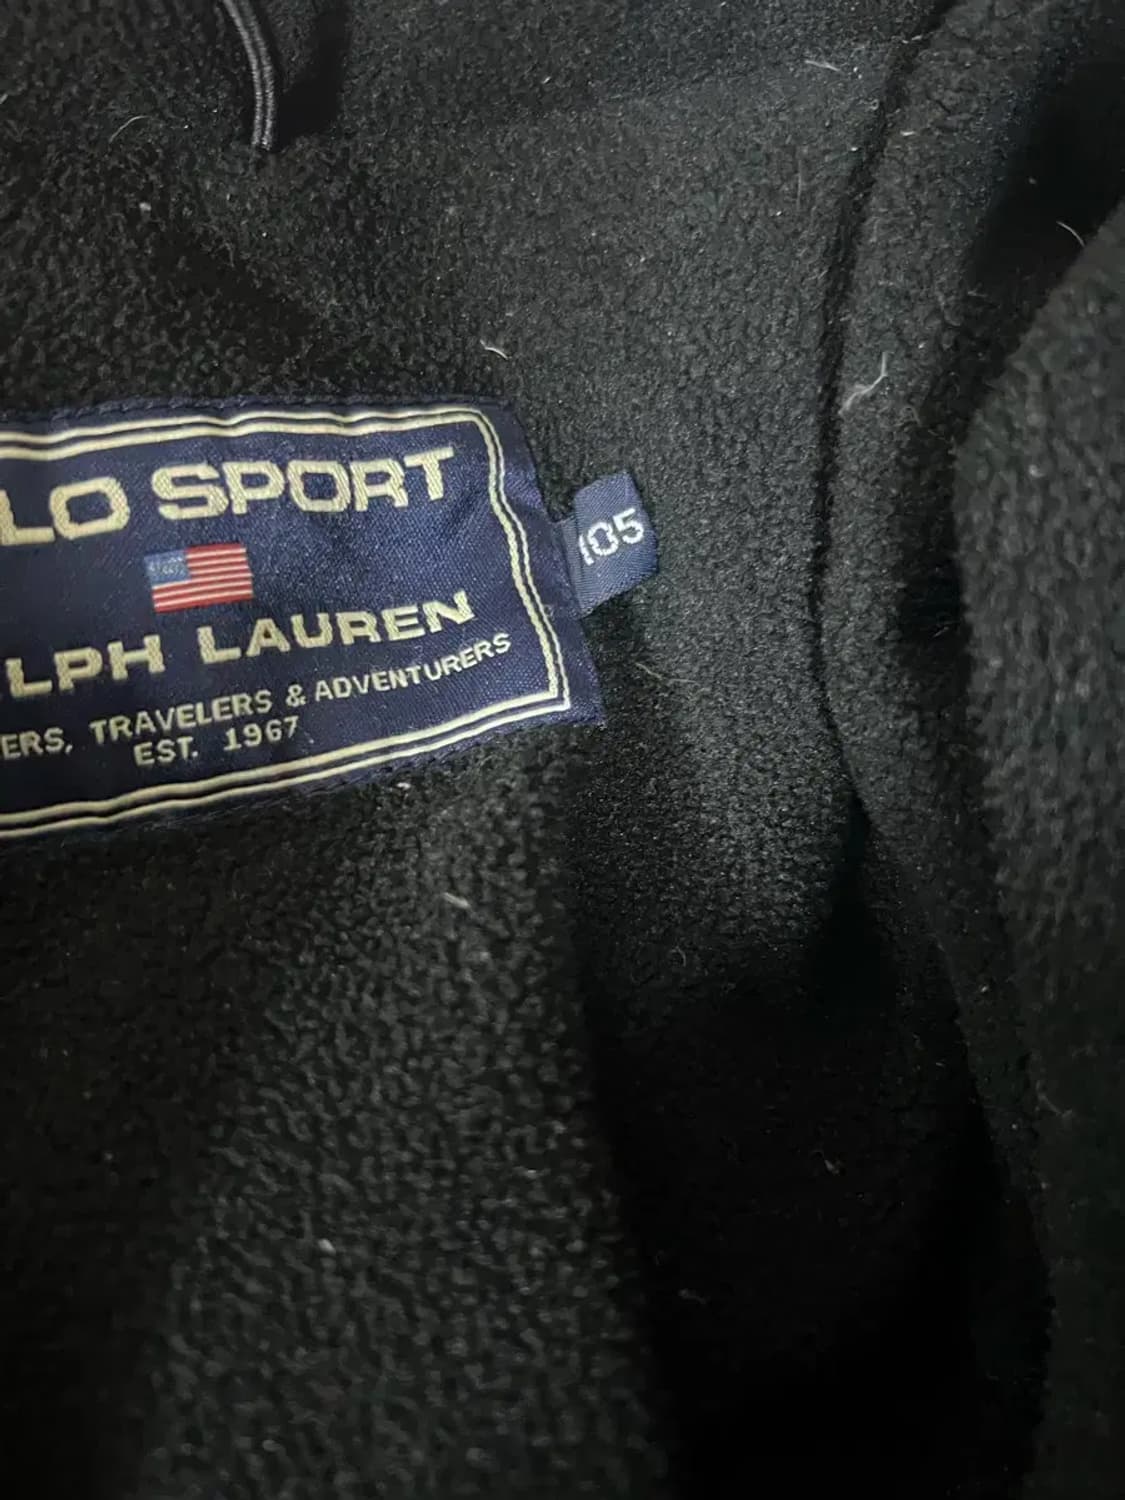 LO SPORT
LPH LAUREN
ERS, TRAVELERS & ADVENTURERS
EST. 1967
105